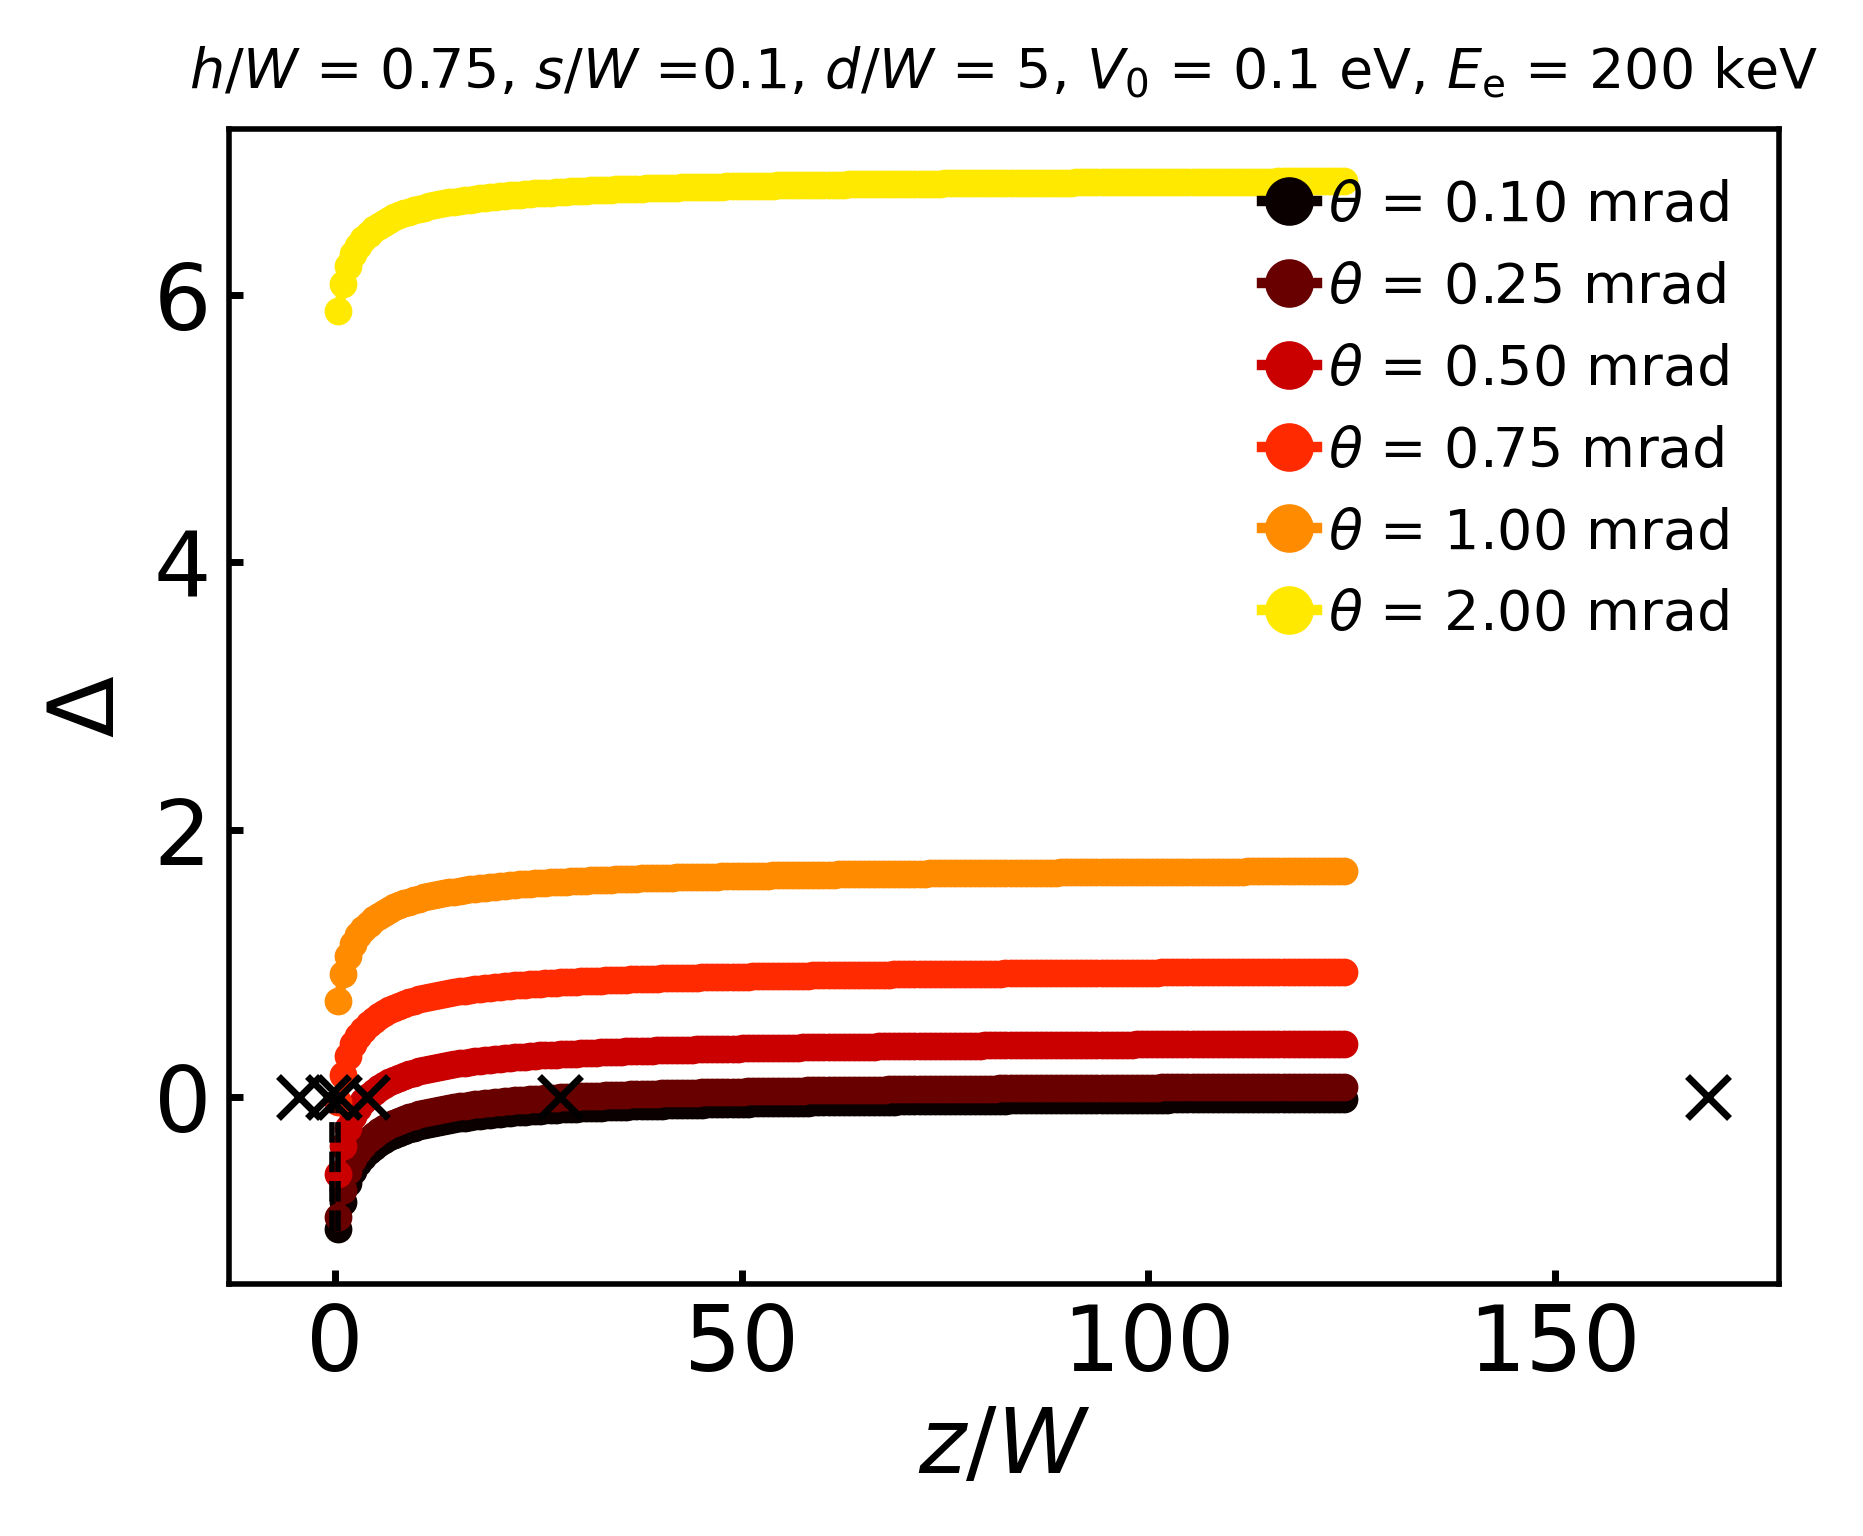 h/W = 0.75, s/W =0.1, d/W = 5, V₀ = 0.1 eV, Eₑ = 200 keV
θ = 0.10 mrad
θ = 0.25 mrad
θ = 0.50 mrad
θ = 0.75 mrad
θ = 1.00 mrad
θ = 2.00 mrad
6
4
2
0
Δ
0 50 100 150
z/W